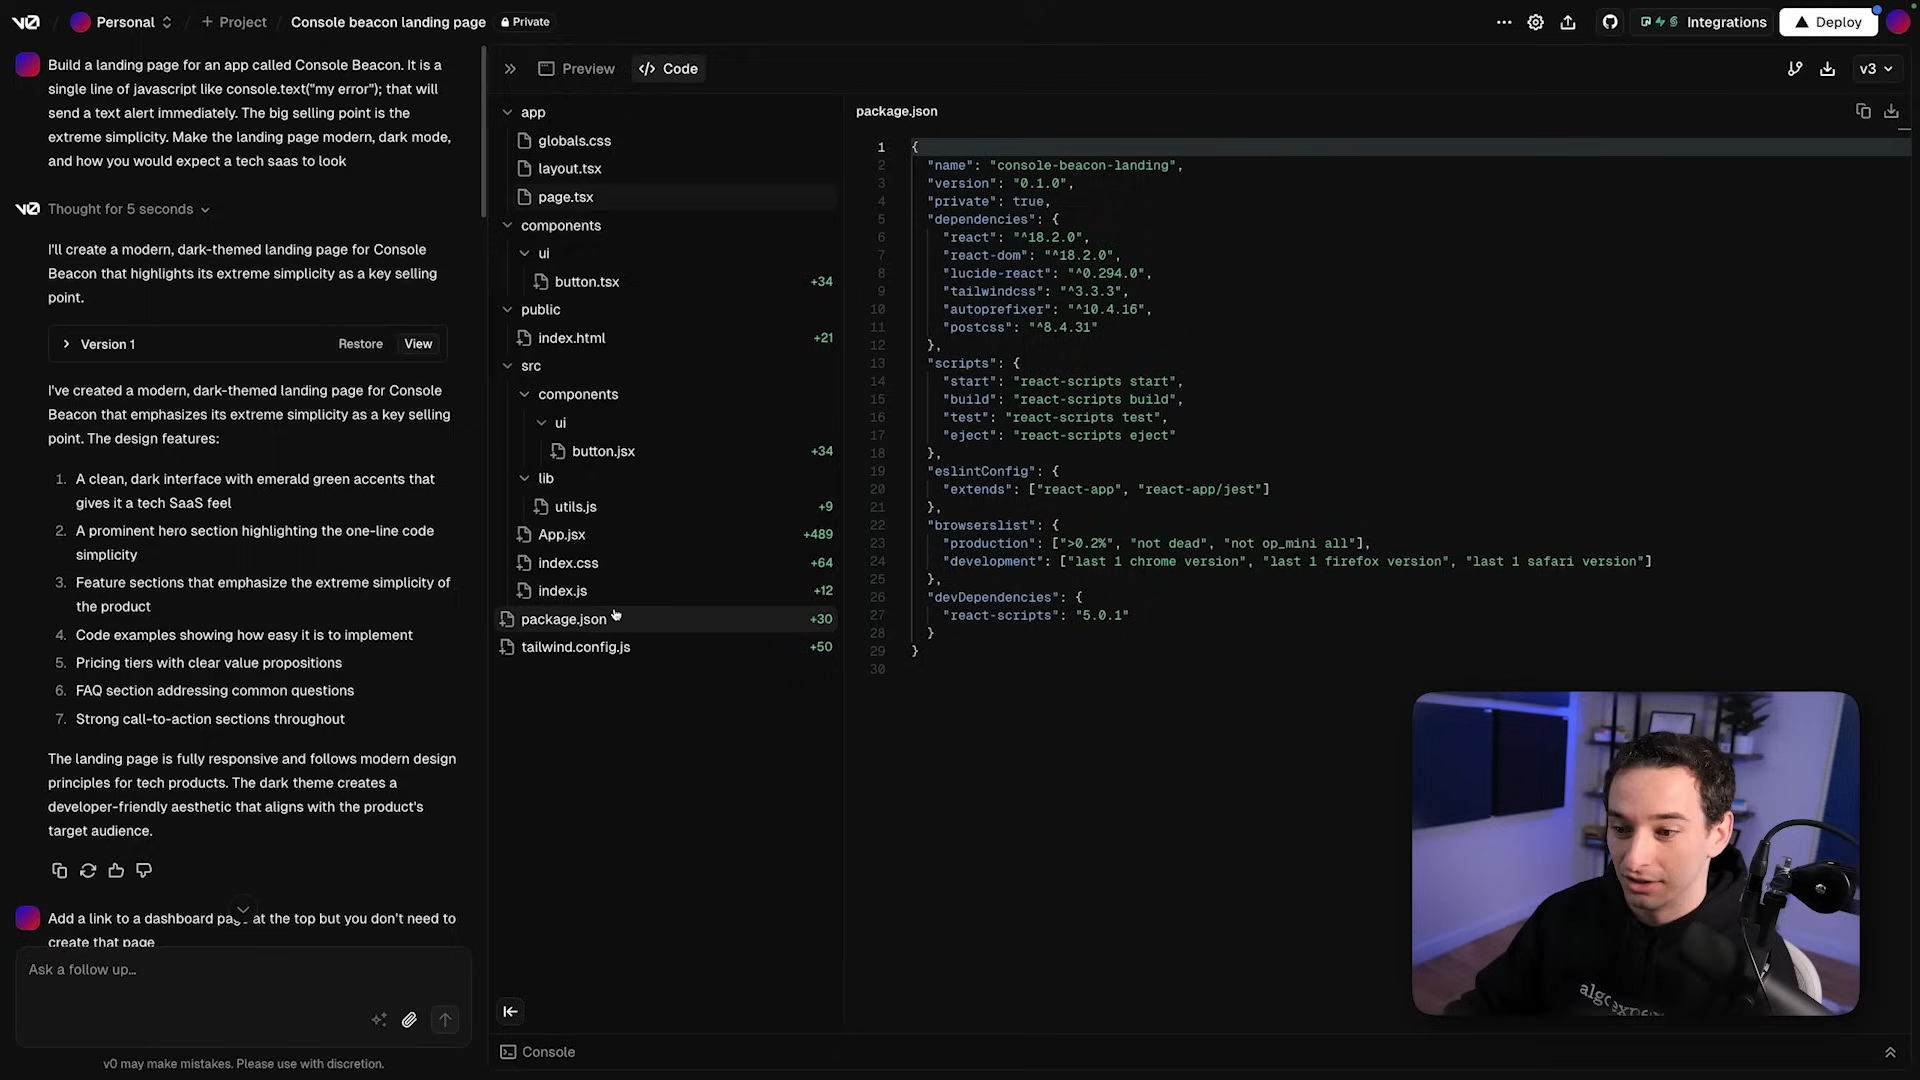 Personal
Project
Console beacon landing page
Private
Integrations
Deploy
Build a landing page for an app called Console Beacon. It is a
single line of javascript like console.text("my error"); that will
send a text alert immediately. The big selling point is the
extreme simplicity. Make the landing page modern, dark mode,
and how you would expect a tech saas to look
Thought for 5 seconds
I'll create a modern, dark-themed landing page for Console
Beacon that highlights its extreme simplicity as a key selling
point.
Version 1
Restore
View
I've created a modern, dark-themed landing page for Console
Beacon that emphasizes its extreme simplicity as a key selling
point. The design features:
1. A clean, dark interface with emerald green accents that
gives it a tech SaaS feel
2. A prominent hero section highlighting the one-line code
simplicity
3. Feature sections that emphasize the extreme simplicity of
the product
4. Code examples showing how easy it is to implement
5. Pricing tiers with clear value propositions
6. FAQ section addressing common questions
7. Strong call-to-action sections throughout
The landing page is fully responsive and follows modern design
principles for tech products. The dark theme creates a
developer-friendly aesthetic that aligns with the product's
target audience.
Add a link to a dashboard page at the top but you don't need to
create that page
Ask a follow up...
v0 may make mistakes. Please use with discretion.
Preview
Code
v3
app
globals.css
layout.tsx
page.tsx
components
ui
button.tsx +34
public
index.html +21
src
components
ui
button.jsx +34
lib
utils.js +9
App.jsx +489
index.css +64
index.js +12
package.json +30
tailwind.config.js +50
package.json
1 {
2 "name": "console-beacon-landing",
3 "version": "0.1.0",
4 "private": true,
5 "dependencies": {
6 "react": "^18.2.0",
7 "react-dom": "^18.2.0",
8 "lucide-react": "^0.294.0",
9 "tailwindcss": "^3.3.3",
10 "autoprefixer": "^10.4.16",
11 "postcss": "^8.4.31"
12 },
13 "scripts": {
14 "start": "react-scripts start",
15 "build": "react-scripts build",
16 "test": "react-scripts test",
17 "eject": "react-scripts eject"
18 },
19 "eslintConfig": {
20 "extends": ["react-app", "react-app/jest"]
21 },
22 "browserslist": {
23 "production": [">0.2%", "not dead", "not op_mini all"],
24 "development": ["last 1 chrome version", "last 1 firefox version", "last 1 safari version"]
25 },
26 "devDependencies": {
27 "react-scripts": "5.0.1"
28 }
29 }
30
Console